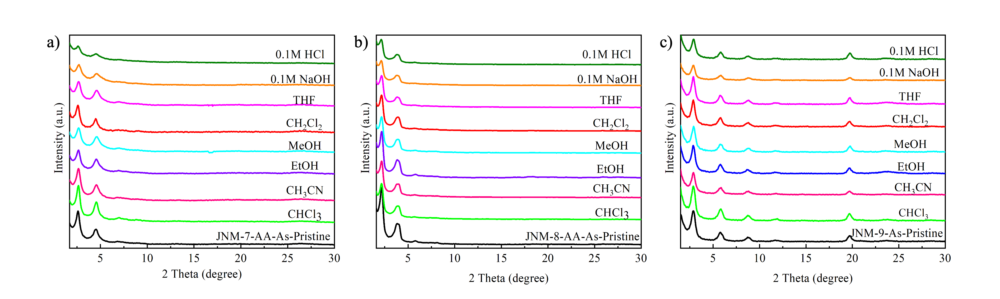 a)
0.1M HCl
0.1M NaOH
THF
CH₂Cl₂
MeOH
EtOH
CH₃CN
CHCl3
JNM-7-AA-As-Pristine
Intensity (a.u.)
5 10 15 20 25 30
2 Theta (degree)
b)
0.1M HCl
0.1M NaOH
THF
CH₂Cl₂
MeOH
EtOH
CH₃CN
CHCl3
JNM-8-AA-As-Pristine
Intensity (a.u.)
5 10 15 20 25 30
2 Theta (degree)
c)
0.1M HCl
0.1M NaOH
THF
CH₂Cl₂
MeOH
EtOH
CH₃CN
CHCl₃
JNM-9-As-Pristine
Intensity (a.u.)
5 10 15 20 25 30
2 Theta (degree)